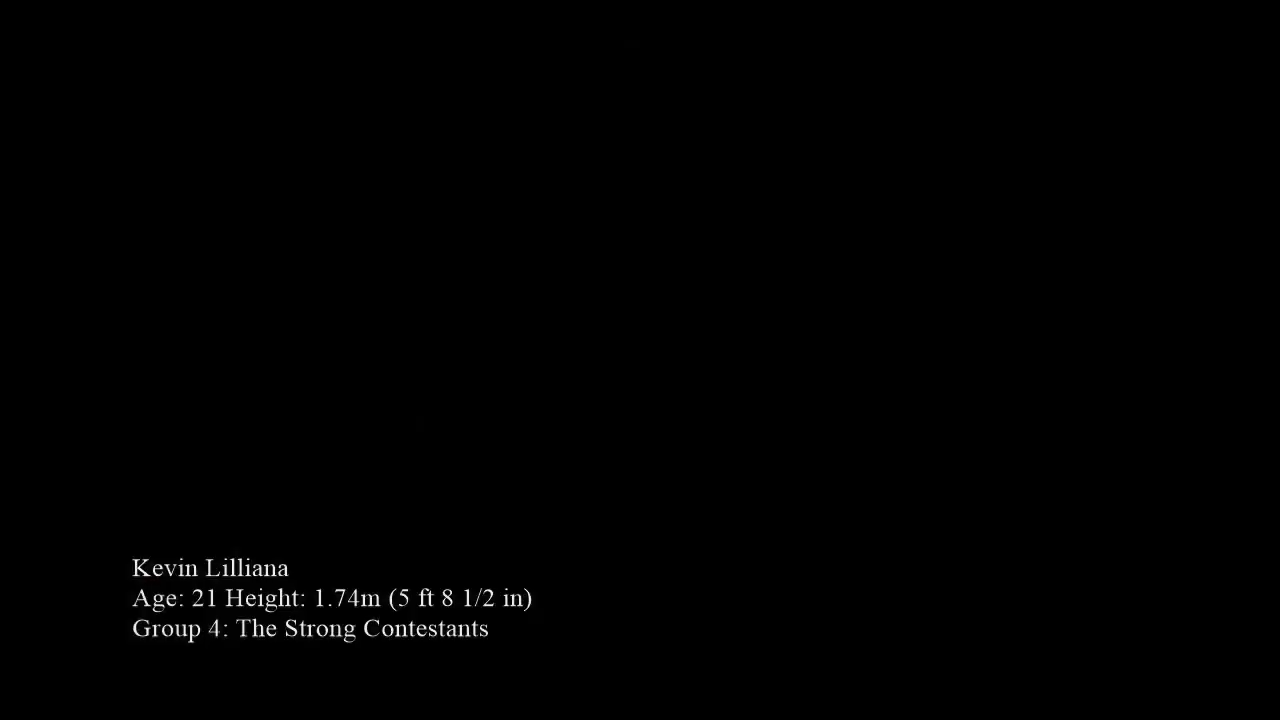 Kevin Lilliana
Age: 21 Height: 1.74m (5 ft 8 1/2 in)
Group 4: The Strong Contestants